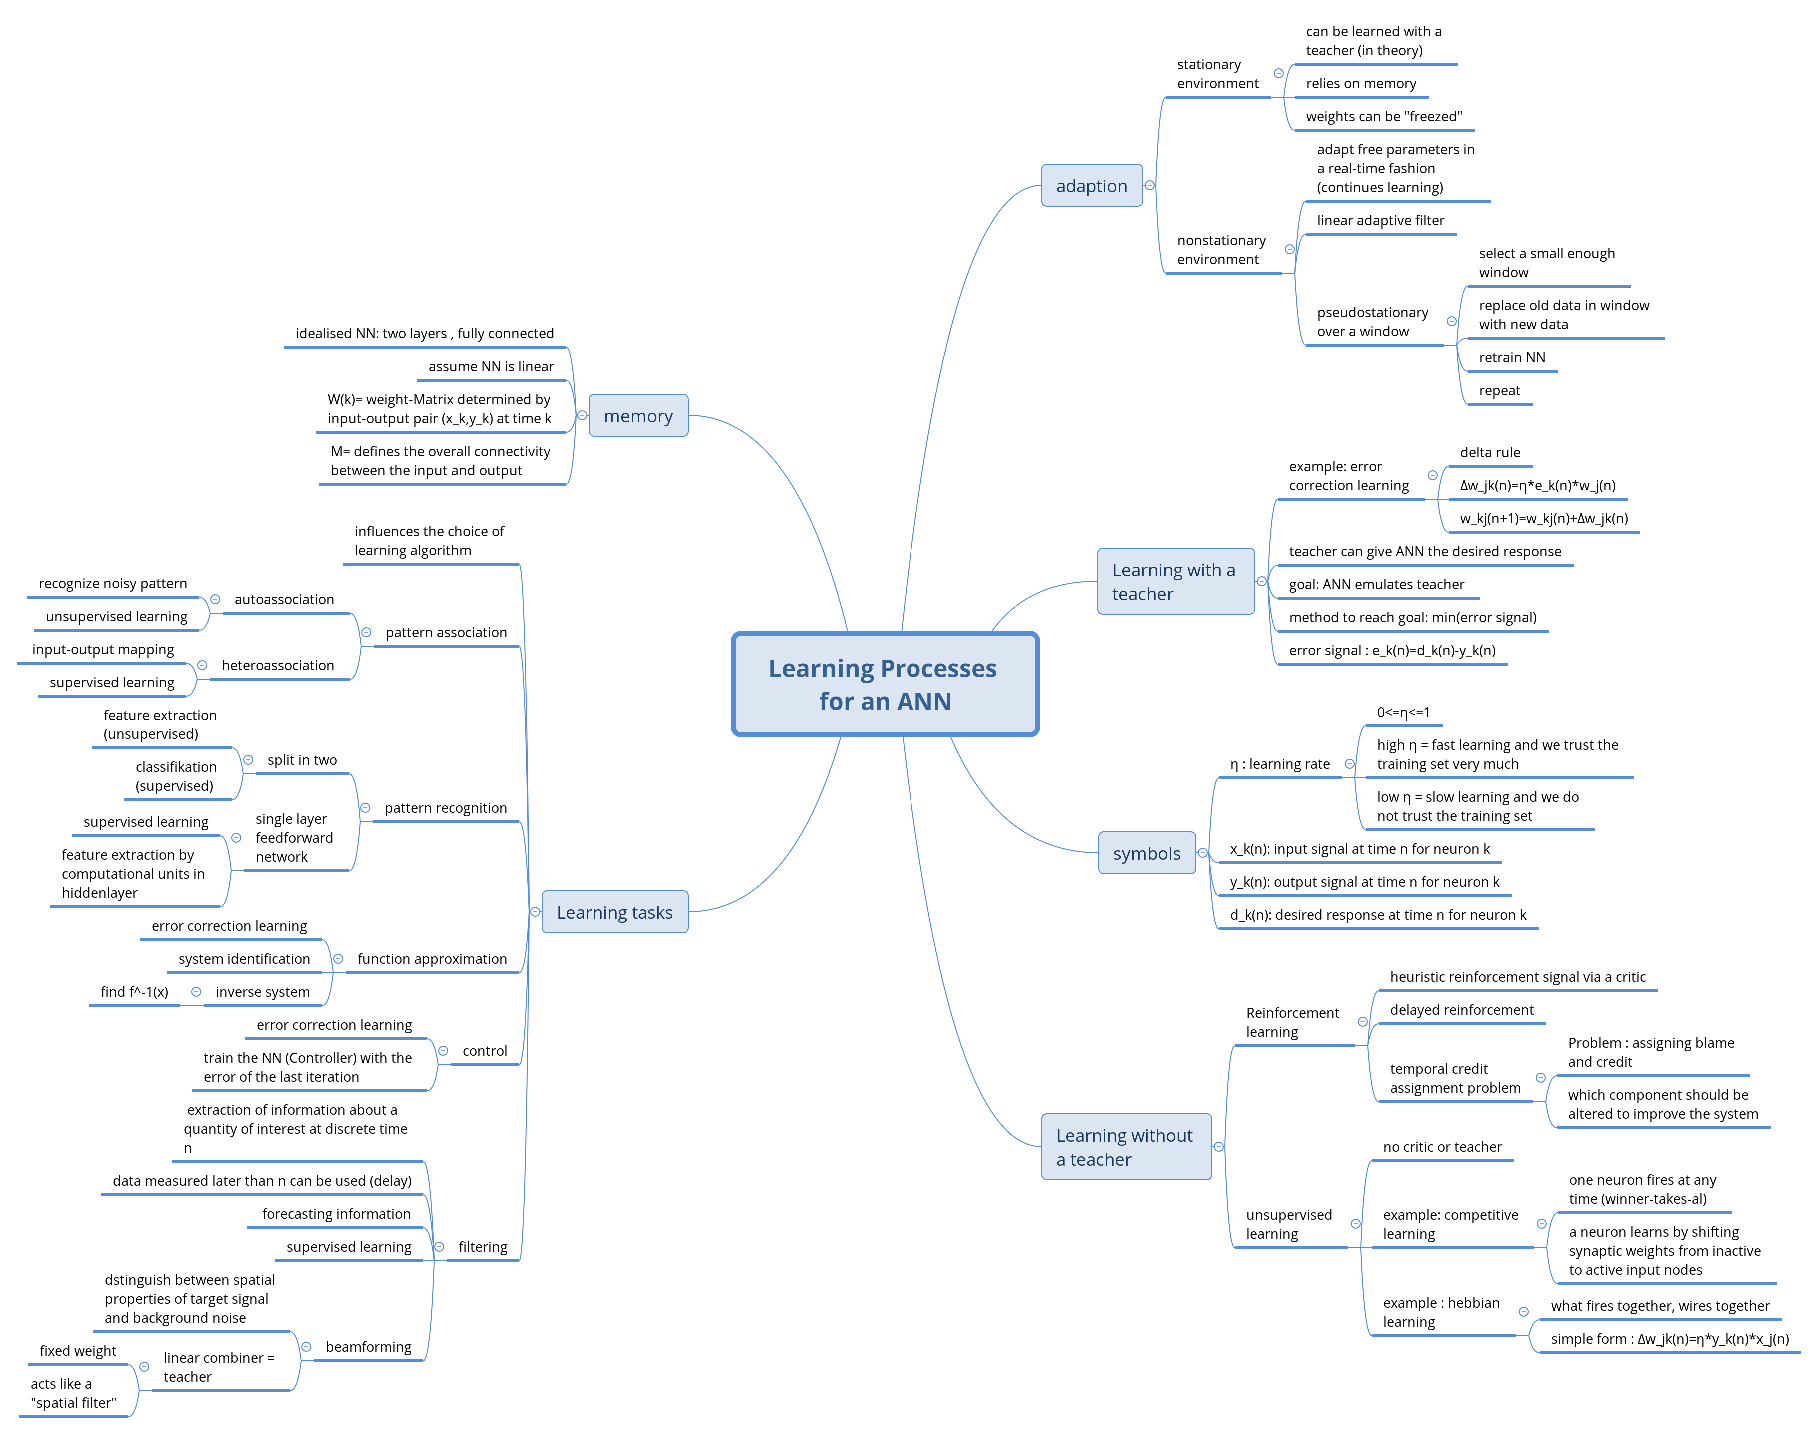 Learning Processes
for an ANN
adaption
stationary
environment
can be learned with a
teacher (in theory)
relies on memory
weights can be "freezed"
nonstationary
environment
adapt free parameters in
a real-time fashion
(continues learning)
linear adaptive filter
pseudostationary
over a window
select a small enough
window
replace old data in window
with new data
retrain NN
repeat
Learning with a
teacher
example: error
correction learning
delta rule
Δw_jk(n)=η*e_k(n)*w_j(n)
w_kj(n+1)=w_kj(n)+Δw_jk(n)
teacher can give ANN the desired response
goal: ANN emulates teacher
method to reach goal: min(error signal)
error signal : e_k(n)=d_k(n)-y_k(n)
symbols
η : learning rate
0<=η<=1
high η = fast learning and we trust the
training set very much
low η = slow learning and we do
not trust the training set
x_k(n): input signal at time n for neuron k
y_k(n): output signal at time n for neuron k
d_k(n): desired response at time n for neuron k
Learning without
a teacher
Reinforcement
learning
heuristic reinforcement signal via a critic
delayed reinforcement
temporal credit
assignment problem
Problem : assigning blame
and credit
which component should be
altered to improve the system
unsupervised
learning
no critic or teacher
example: competitive
learning
one neuron fires at any
time (winner-takes-al)
a neuron learns by shifting
synaptic weights from inactive
to active input nodes
example : hebbian
learning
what fires together, wires together
simple form : Δw_jk(n)=η*y_k(n)*x_j(n)
memory
idealised NN: two layers , fully connected
assume NN is linear
W(k)= weight-Matrix determined by
input-output pair (x_k,y_k) at time k
M= defines the overall connectivity
between the input and output
Learning tasks
influences the choice of
learning algorithm
pattern association
autoassociation
recognize noisy pattern
unsupervised learning
heteroassociation
input-output mapping
supervised learning
pattern recognition
split in two
feature extraction
(unsupervised)
classifikation
(supervised)
single layer
feedforward
network
supervised learning
feature extraction by
computational units in
hiddenlayer
function approximation
error correction learning
system identification
inverse system
find f^-1(x)
control
error correction learning
train the NN (Controller) with the
error of the last iteration
filtering
extraction of information about a
quantity of interest at discrete time
n
data measured later than n can be used (delay)
forecasting information
supervised learning
beamforming
dstinguish between spatial
properties of target signal
and background noise
linear combiner =
teacher
fixed weight
acts like a
"spatial filter"